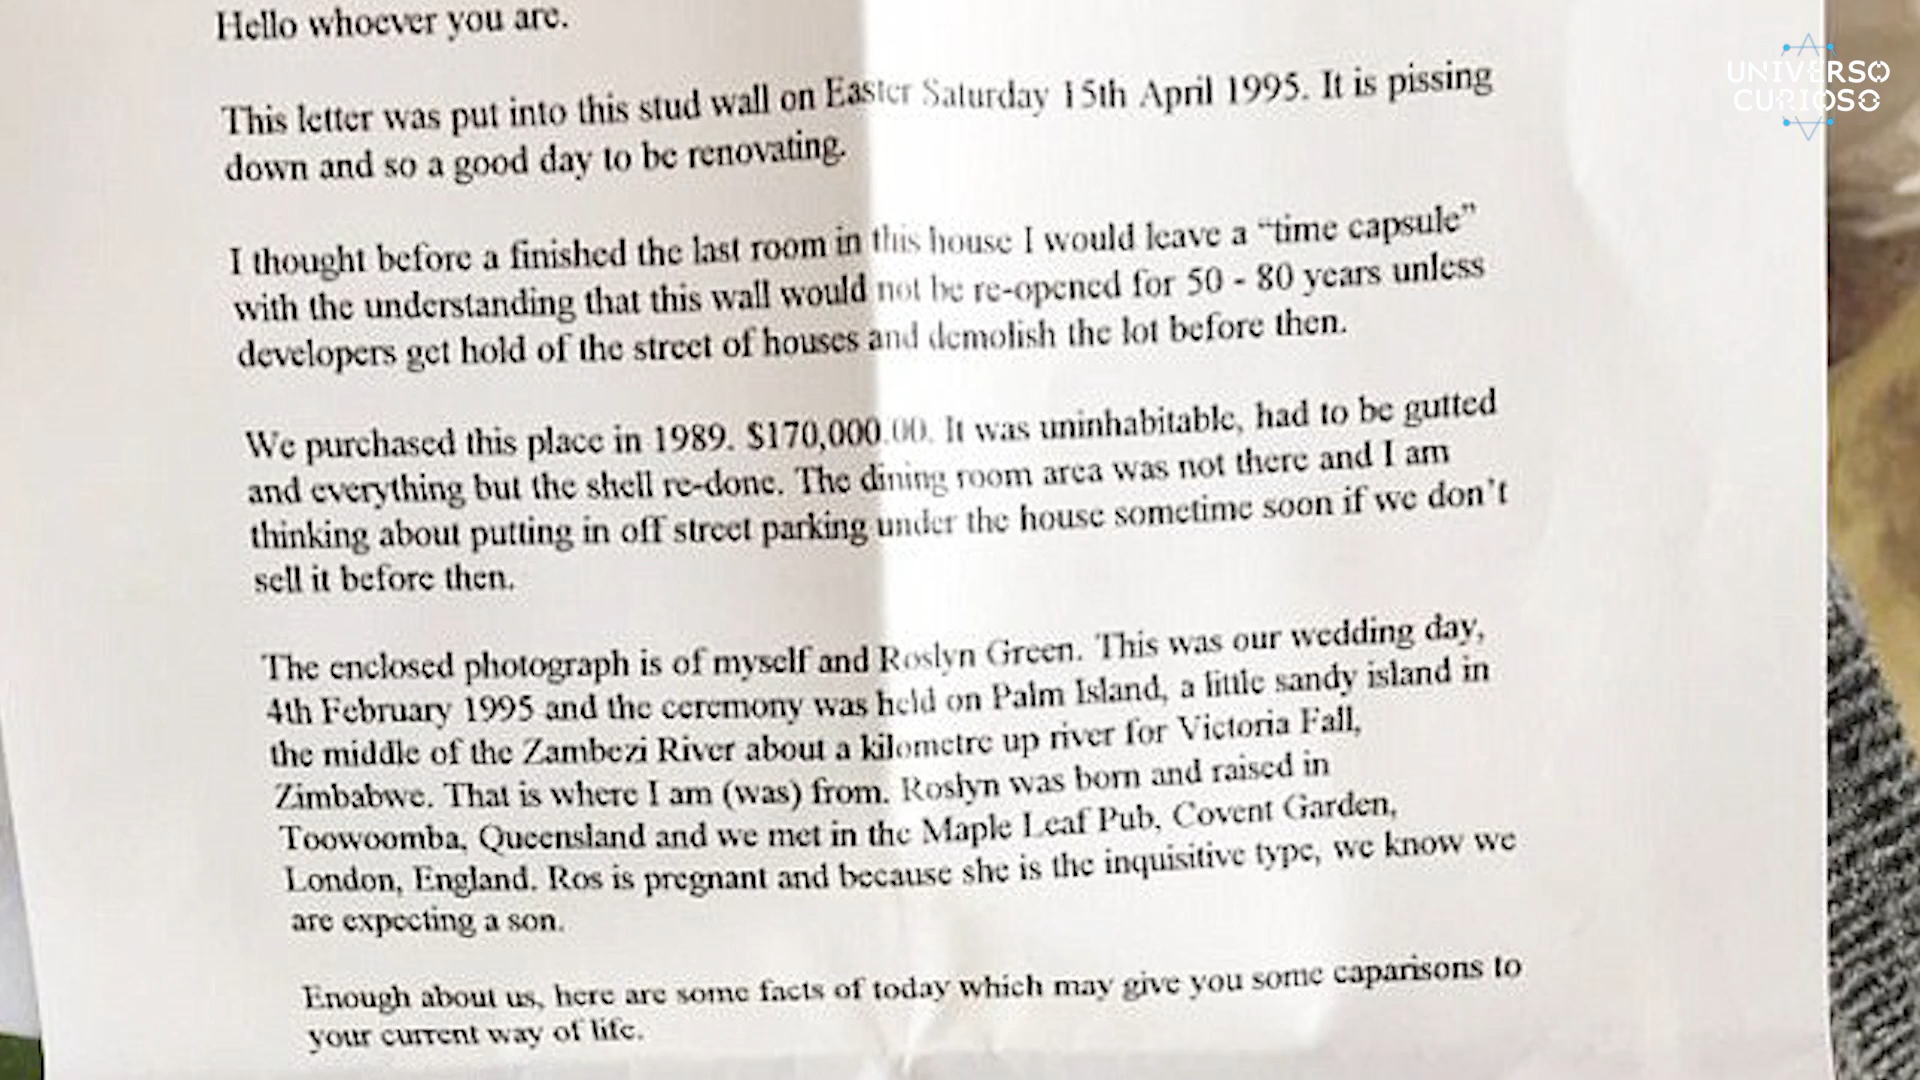 Hello whoever you are.
This letter was put into this stud wall on Easter Saturday 15th April 1995. It is pissing
down and so a good day to be renovating.
I thought before a finished the last room in this house I would leave a “time capsule”
with the understanding that this wall would not be re-opened for 50 - 80 years unless
developers get hold of the street of houses and demolish the lot before then.
We purchased this place in 1989. $170,000.00. It was uninhabitable, had to be gutted
and everything but the shell re-done. The dining room area was not there and I am
thinking about putting in off street parking under the house sometime soon if we don’t
sell it before then.
The enclosed photograph is of myself and Roslyn Green. This was our wedding day,
4th February 1995 and the ceremony was held on Palm Island, a little sandy island in
the middle of the Zambezi River about a kilometre up river for Victoria Fall,
Zimbabwe. That is where I am (was) from. Roslyn was born and raised in
Toowoomba, Queensland and we met in the Maple Leaf Pub, Covent Garden,
London, England. Ros is pregnant and because she is the inquisitive type, we know we
are expecting a son.
Enough about us, here are some facts of today which may give you some caparisons to
your current way of life.
UNIVERSO
CURIOSO